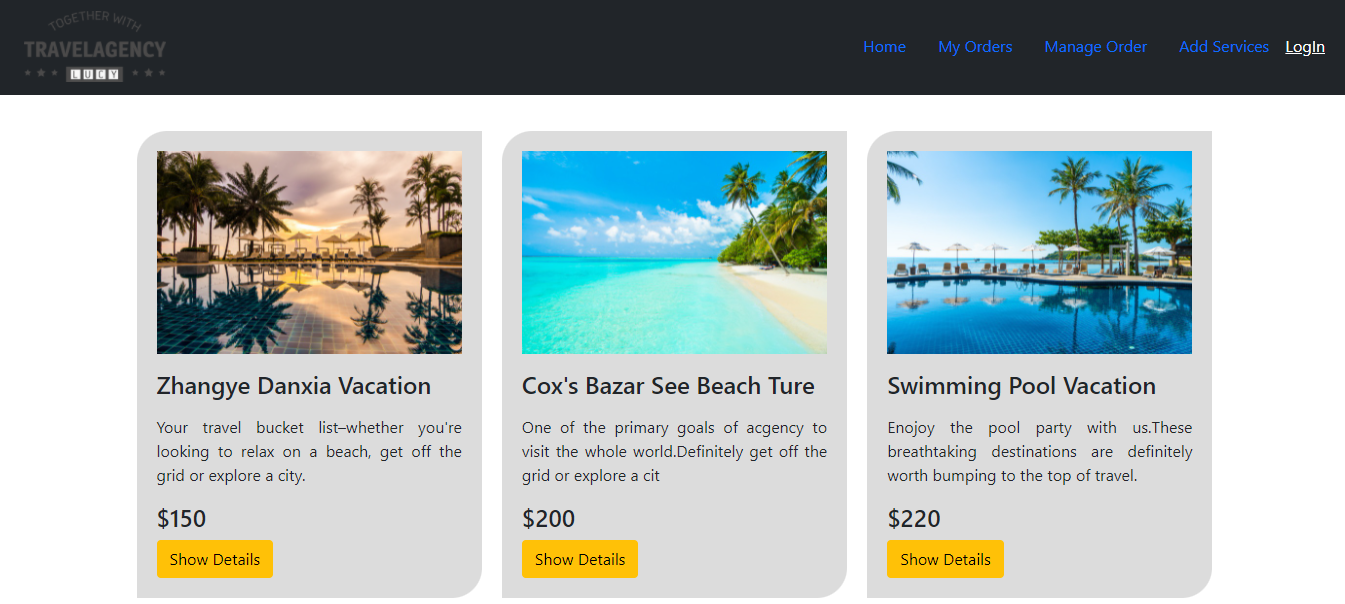 TOGETHER WITH
TRAVELAGENCY
LUCY
Home My Orders Manage Order Add Services LogIn
Zhangye Danxia Vacation
Your travel bucket list–whether you're
looking to relax on a beach, get off the
grid or explore a city.
$150
Show Details
Cox's Bazar See Beach Ture
One of the primary goals of acgency to
visit the whole world.Definitely get off the
grid or explore a cit
$200
Show Details
Swimming Pool Vacation
Enojoy the pool party with us.These
breathtaking destinations are definitely
worth bumping to the top of travel.
$220
Show Details